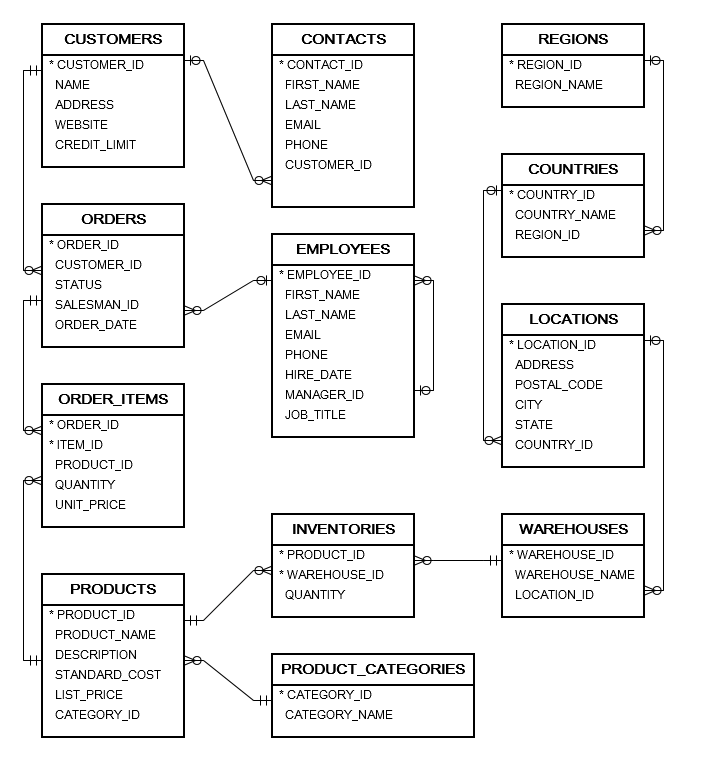 CUSTOMERS
* CUSTOMER_ID
NAME
ADDRESS
WEBSITE
CREDIT_LIMIT
CONTACTS
* CONTACT_ID
FIRST_NAME
LAST_NAME
EMAIL
PHONE
CUSTOMER_ID
REGIONS
* REGION_ID
REGION_NAME
COUNTRIES
* COUNTRY_ID
COUNTRY_NAME
REGION_ID
ORDERS
* ORDER_ID
CUSTOMER_ID
STATUS
SALESMAN_ID
ORDER_DATE
EMPLOYEES
* EMPLOYEE_ID
FIRST_NAME
LAST_NAME
EMAIL
PHONE
HIRE_DATE
MANAGER_ID
JOB_TITLE
LOCATIONS
* LOCATION_ID
ADDRESS
POSTAL_CODE
CITY
STATE
COUNTRY_ID
ORDER_ITEMS
* ORDER_ID
* ITEM_ID
PRODUCT_ID
QUANTITY
UNIT_PRICE
INVENTORIES
* PRODUCT_ID
* WAREHOUSE_ID
QUANTITY
WAREHOUSES
* WAREHOUSE_ID
WAREHOUSE_NAME
LOCATION_ID
PRODUCTS
* PRODUCT_ID
PRODUCT_NAME
DESCRIPTION
STANDARD_COST
LIST_PRICE
CATEGORY_ID
PRODUCT_CATEGORIES
* CATEGORY_ID
CATEGORY_NAME